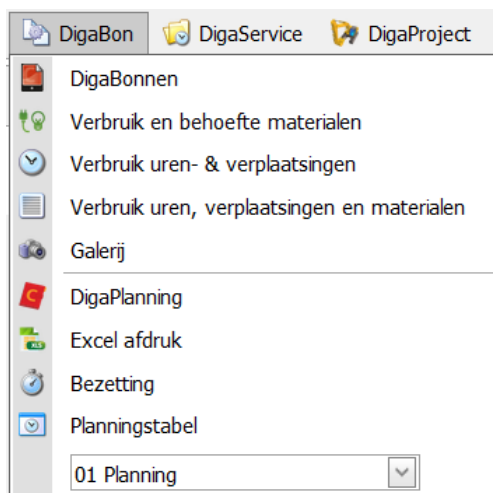 DigaBon DigaService DigaProject
DigaBonnen
Verbruik en behoefte materialen
Verbruik uren- & verplaatsingen
Verbruik uren, verplaatsingen en materialen
Galerij
DigaPlanning
Excel afdruk
Bezetting
Planningstabel
01 Planning